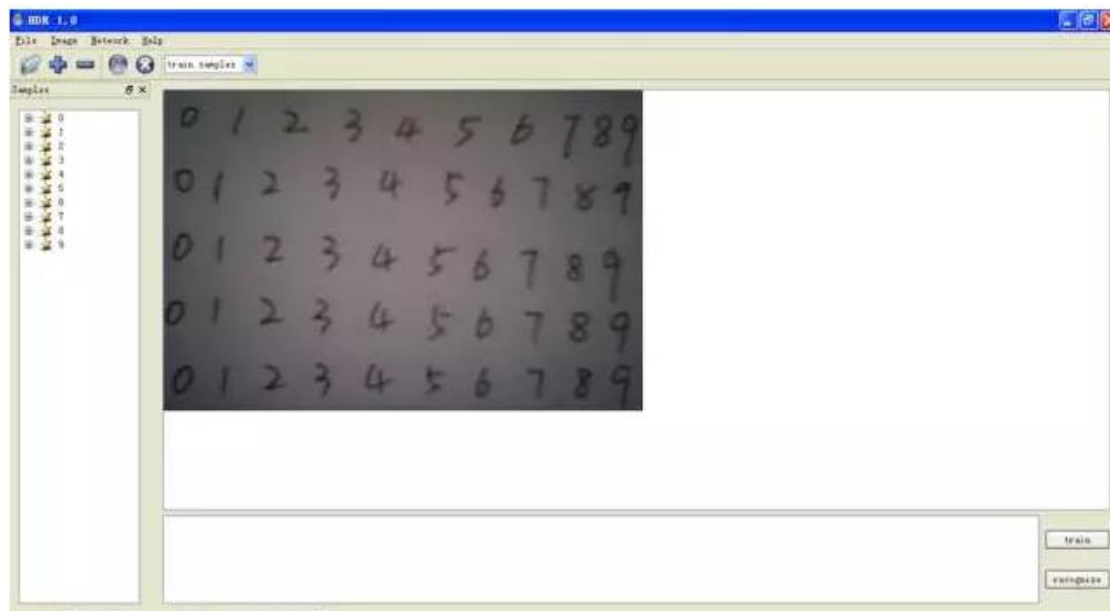 HDR 1.0
File Image Network Help
train samples
Samples
0
1
2
3
4
5
6
7
8
9
0 1 2 3 4 5 6 7 8 9
0 1 2 3 4 5 6 7 8 9
0 1 2 3 4 5 6 7 8 9
0 1 2 3 4 5 6 7 8 9
0 1 2 3 4 5 6 7 8 9
train
recognize